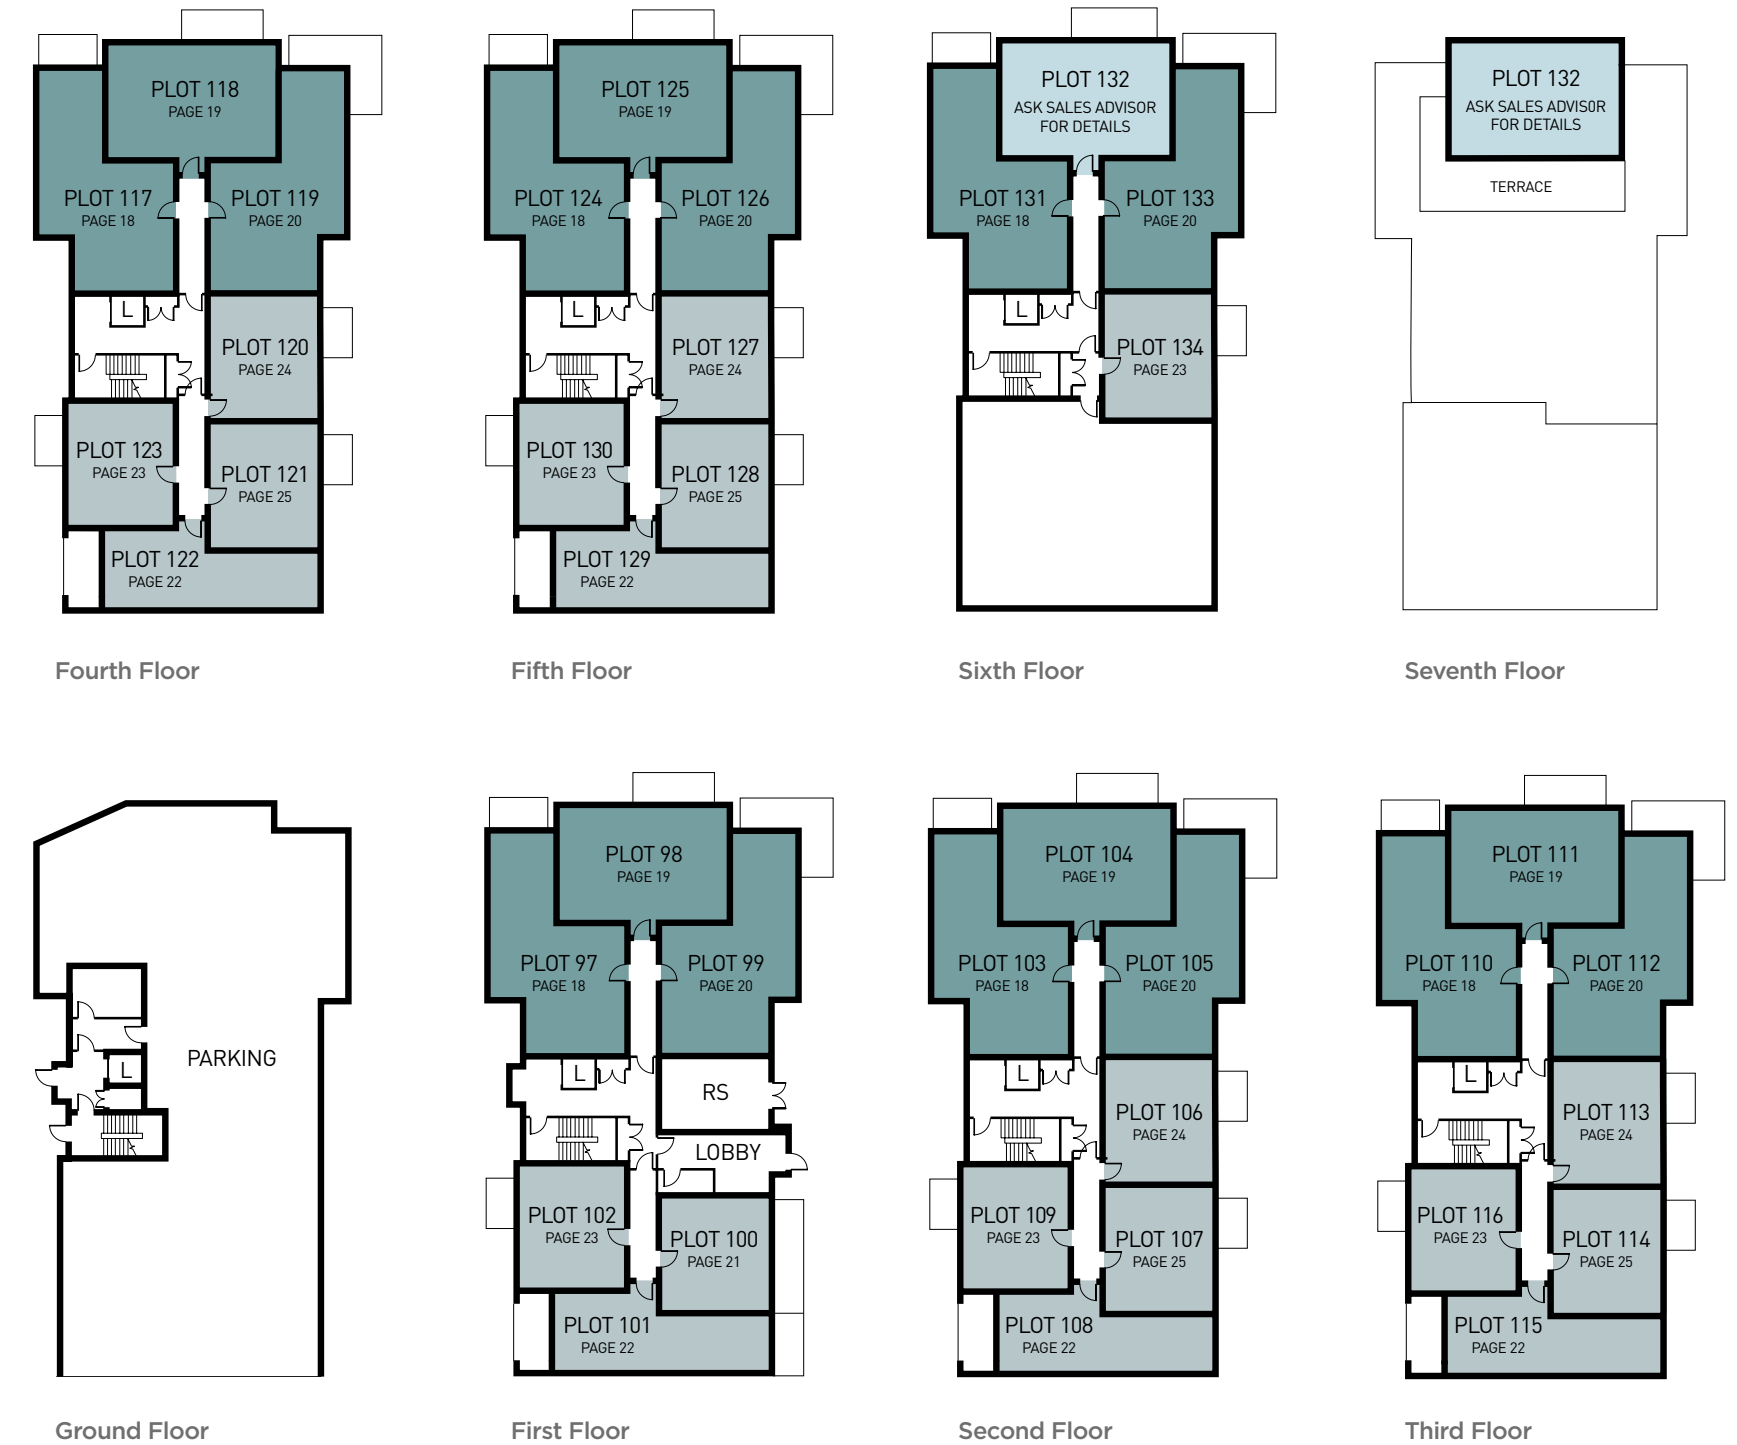 PLOT 118
PAGE 19
PLOT 117
PAGE 18
PLOT 119
PAGE 20
L
PLOT 120
PAGE 24
PLOT 123
PAGE 23
PLOT 121
PAGE 25
PLOT 122
PAGE 22
Fourth Floor
PLOT 125
PAGE 19
PLOT 124
PAGE 18
PLOT 126
PAGE 20
L
PLOT 127
PAGE 24
PLOT 130
PAGE 23
PLOT 128
PAGE 25
PLOT 129
PAGE 22
Fifth Floor
PLOT 132
ASK SALES ADVISOR
FOR DETAILS
PLOT 131
PAGE 18
PLOT 133
PAGE 20
L
PLOT 134
PAGE 23
Sixth Floor
PLOT 132
ASK SALES ADVISOR
FOR DETAILS
TERRACE
Seventh Floor
PARKING
L
Ground Floor
PLOT 98
PAGE 19
PLOT 97
PAGE 18
PLOT 99
PAGE 20
L
RS
LOBBY
PLOT 102
PAGE 23
PLOT 100
PAGE 21
PLOT 101
PAGE 22
First Floor
PLOT 104
PAGE 19
PLOT 103
PAGE 18
PLOT 105
PAGE 20
L
PLOT 106
PAGE 24
PLOT 109
PAGE 23
PLOT 107
PAGE 25
PLOT 108
PAGE 22
Second Floor
PLOT 111
PAGE 19
PLOT 110
PAGE 18
PLOT 112
PAGE 20
L
PLOT 113
PAGE 24
PLOT 116
PAGE 23
PLOT 114
PAGE 25
PLOT 115
PAGE 22
Third Floor